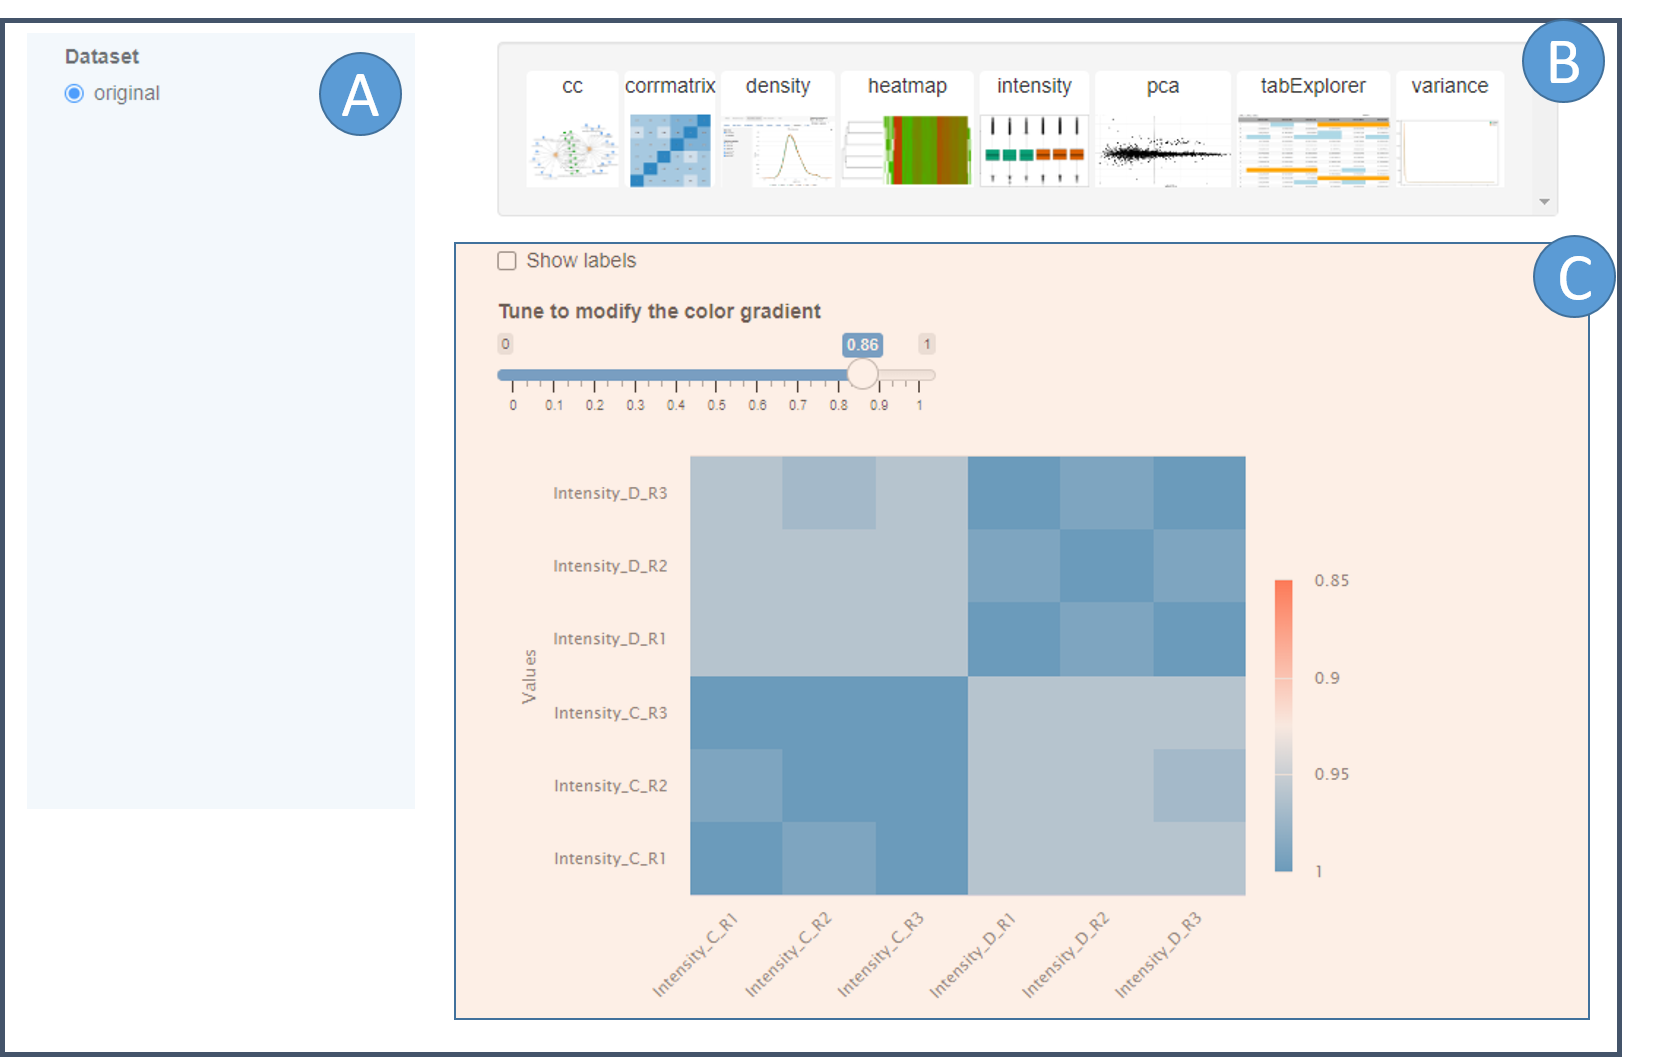 Dataset
original
A
B
cc corrmatrix density heatmap intensity pca tabExplorer variance
C
Show labels
Tune to modify the color gradient
0 0.86 1
0 0.1 0.2 0.3 0.4 0.5 0.6 0.7 0.8 0.9 1
Values
Intensity_D_R3
Intensity_D_R2
Intensity_D_R1
Intensity_C_R3
Intensity_C_R2
Intensity_C_R1
Intensity_C_R1 Intensity_C_R2 Intensity_C_R3 Intensity_D_R1 Intensity_D_R2 Intensity_D_R3
0.85
0.9
0.95
1